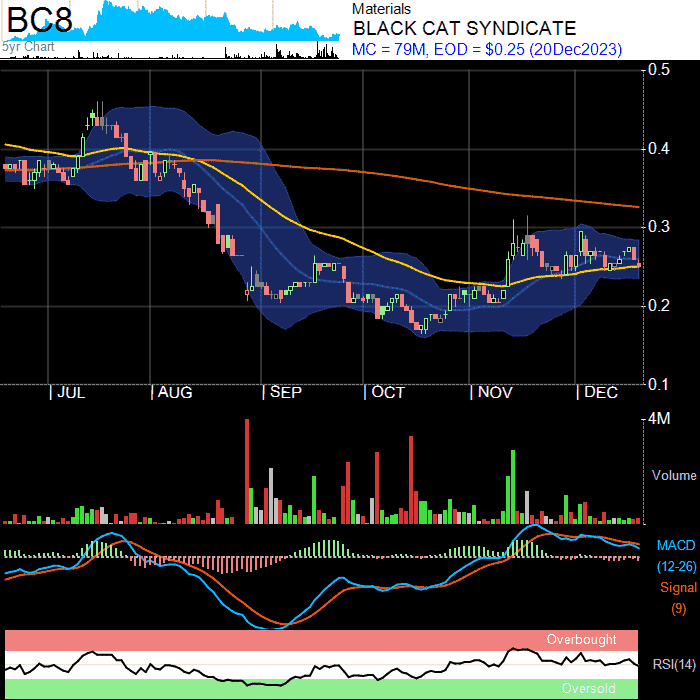 BC8
5yr Chart
Materials
BLACK CAT SYNDICATE
MC = 79M, EOD = $0.25 (20Dec2023)
0.5
0.4
0.3
0.2
0.1
JUL
AUG
SEP
OCT
NOV
DEC
4M
Volume
MACD
(12-26)
Signal
(9)
Overbought
RSI(14)
Oversold